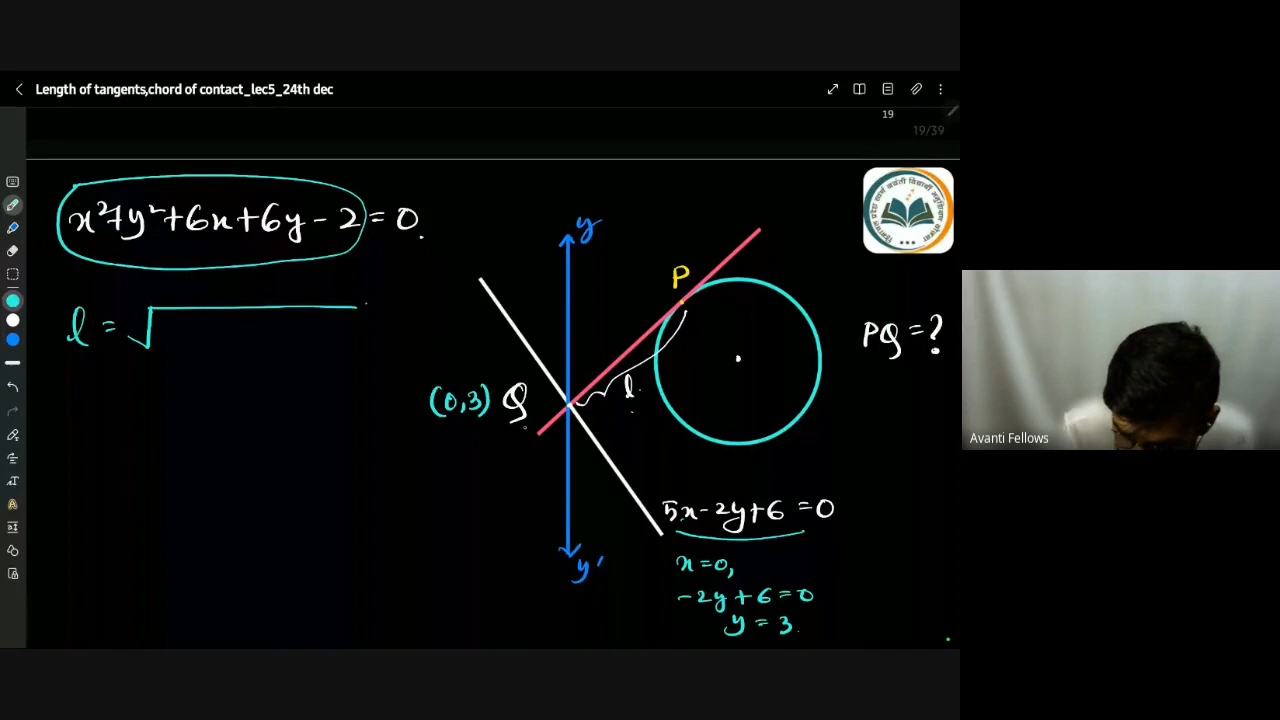 Length of tangents,chord of contact_lec5_24th dec
19
19/39
x²+y²+6x+6y-2=0.
y
P
l = √
PQ=?
(0,3) Q
l
5x-2y+6=0
x=0,
y'
-2y+6=0
y=3.
Avanti Fellows